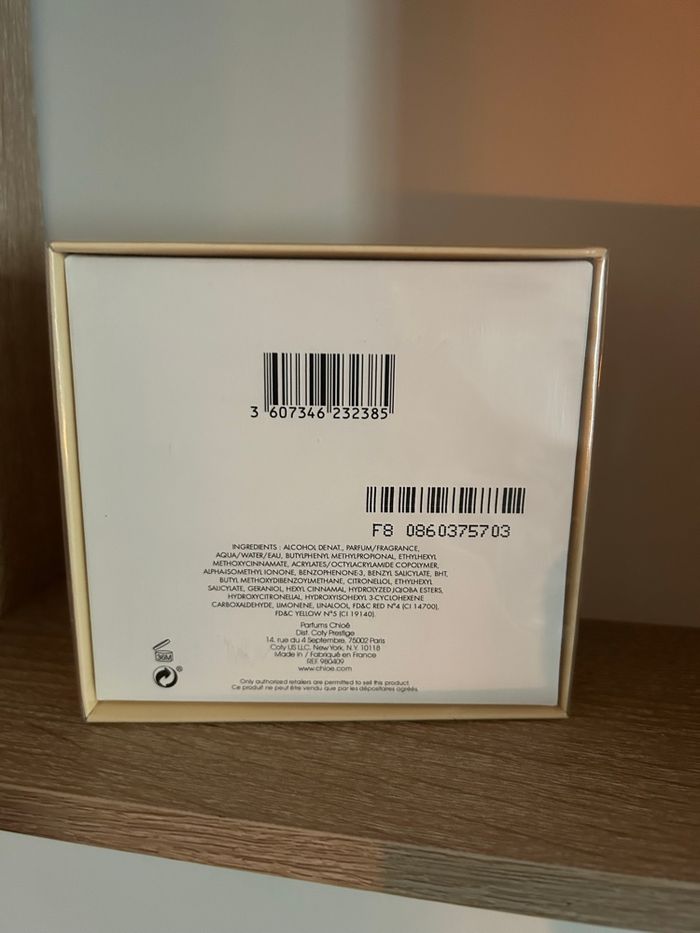 3 607346 232385
F8 0860375703
INGREDIENTS : ALCOHOL DENAT., PARFUM/FRAGRANCE,
AQUA/WATER/EAU, BUTYLPHENYL METHYLPROPIONAL, ETHYLHEXYL
METHOXYCINNAMATE, ACRYLATES/OCTYLACRYLAMIDE COPOLYMER,
ALPHA-ISOMETHYL IONONE, BENZOPHENONE-3, BENZYL SALICYLATE, BHT,
BUTYL METHOXYDIBENZOYLMETHANE, CITRONELLOL, ETHYLHEXYL
SALICYLATE, GERANIOL, HEXYL CINNAMAL, HYDROLYZED JOJOBA ESTERS,
HYDROXYCITRONELLAL, HYDROXYISOHEXYL 3-CYCLOHEXENE
CARBOXALDEHYDE, LIMONENE, LINALOOL, FD&C RED N°4 (CI 14700),
FD&C YELLOW N°5 (CI 19140).
Parfums Chloé
Dist. Coty Prestige
14, rue du 4 Septembre, 75002 Paris
Coty US LLC, New York, N.Y. 10118
Made in / Fabriqué en France
REF. 980409
www.chloe.com
36M
Only authorized retailers are permitted to sell this product.
Ce produit ne peut être vendu que par les dépositaires agréés.